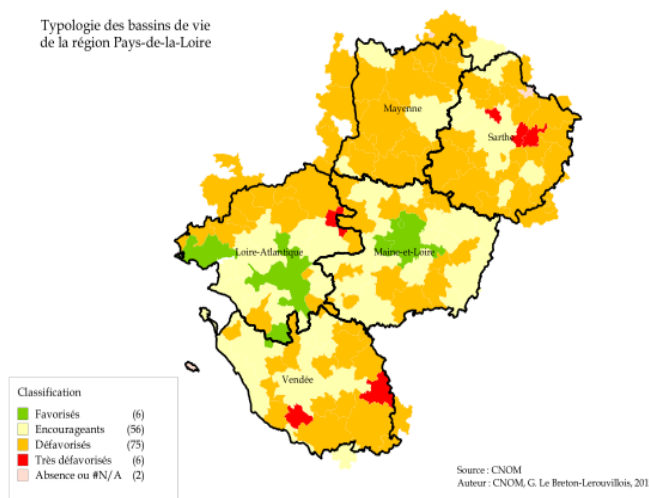 Typologie des bassins de vie
de la région Pays-de-la-Loire
Mayenne
Sarthe
Loire-Atlantique
Maine-et-Loire
Vendée
Classification
Favorisés (6)
Encourageants (56)
Défavorisés (75)
Très défavorisés (6)
Absence ou #N/A (2)
Source : CNOM
Auteur : CNOM, G. Le Breton-Lerouvillois, 201